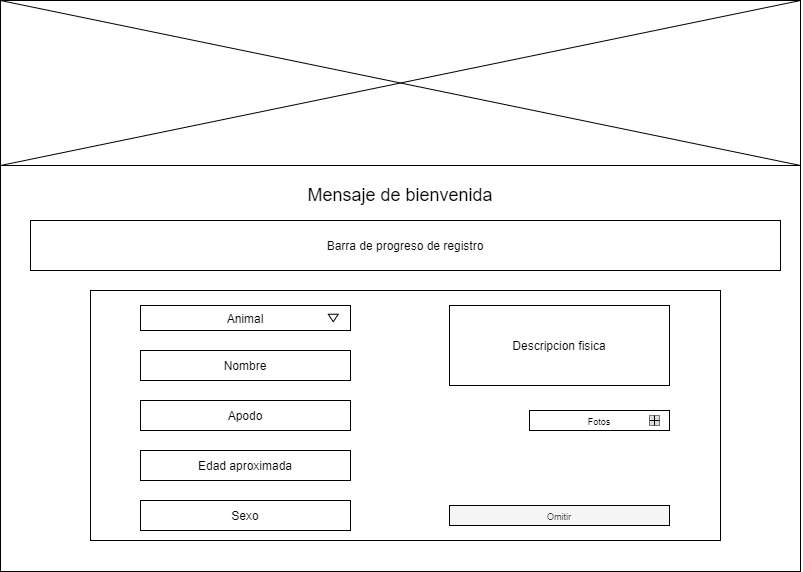 Mensaje de bienvenida
Barra de progreso de registro
Animal
Nombre
Apodo
Edad aproximada
Sexo
Descripcion fisica
Fotos
Omitir